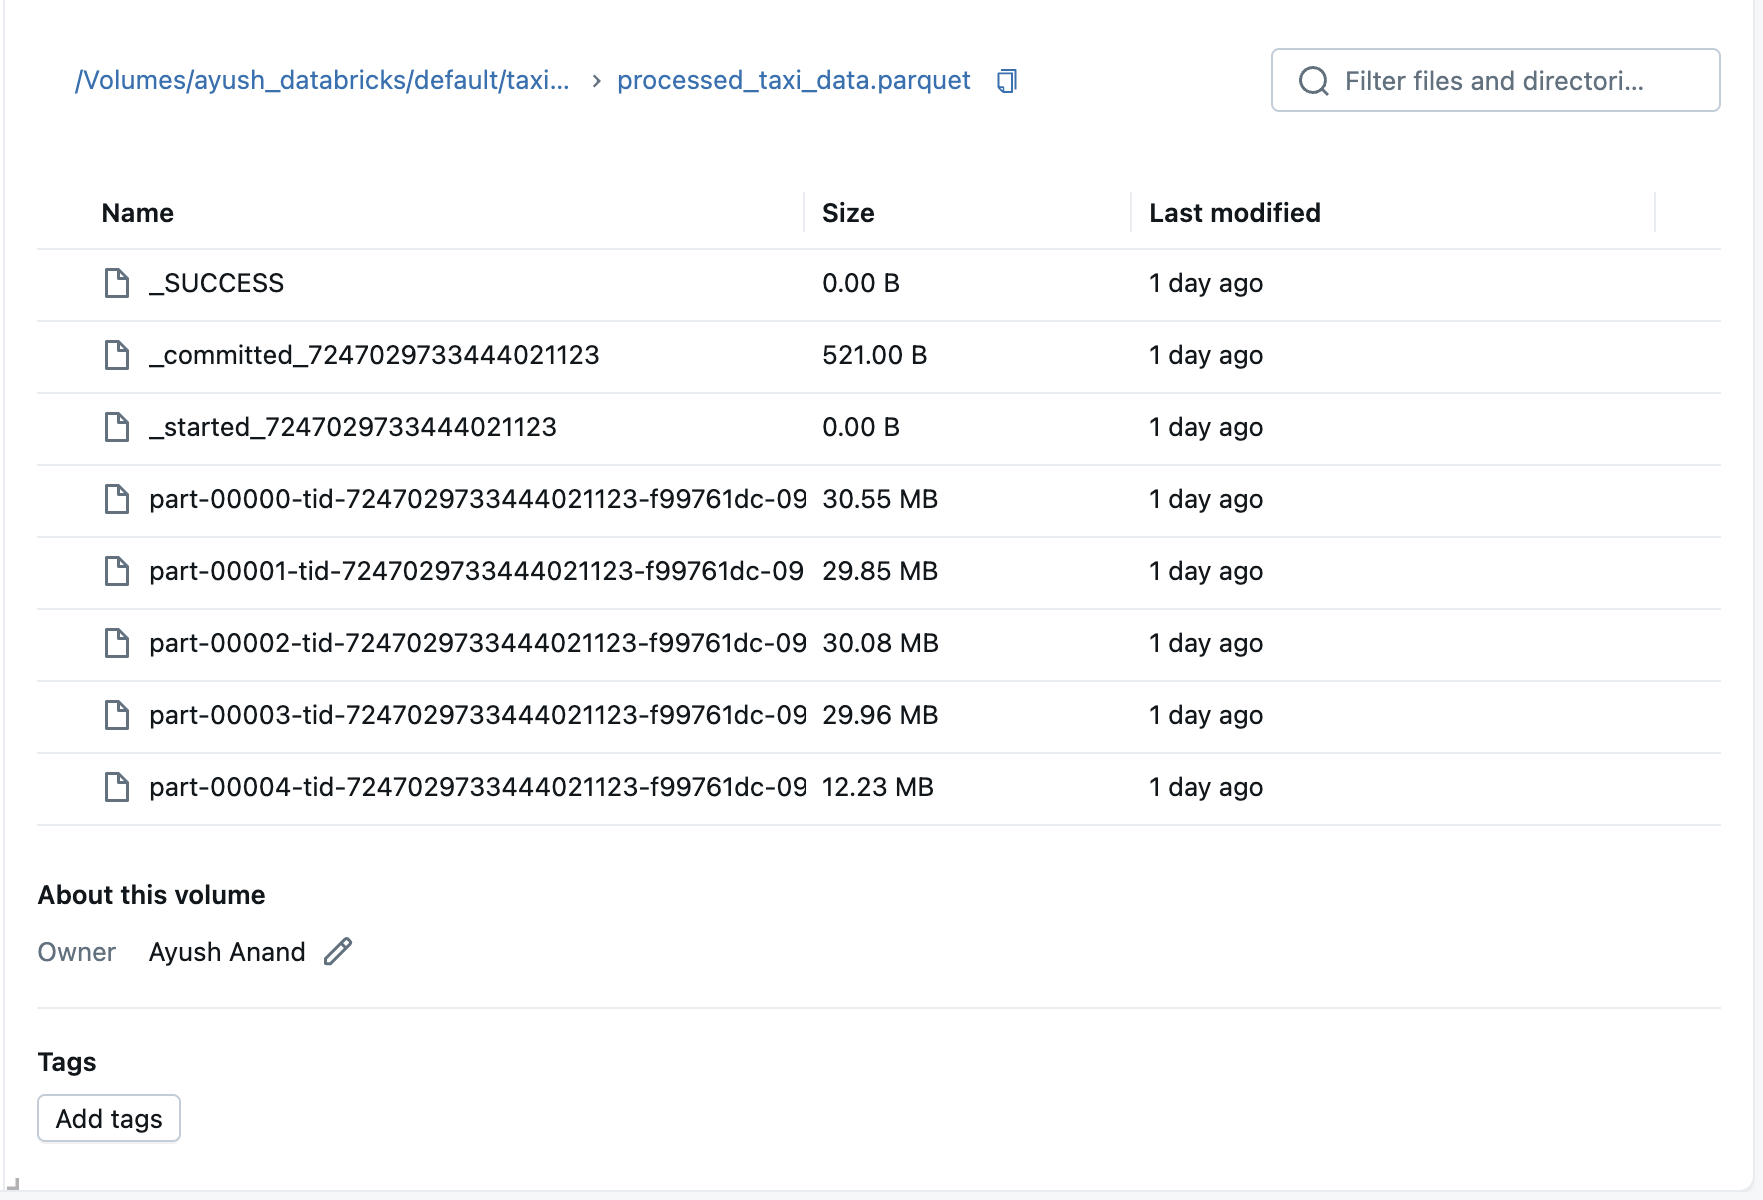 /Volumes/ayush_databricks/default/taxi... > processed_taxi_data.parquet
Filter files and directori...
Name Size Last modified
_SUCCESS 0.00 B 1 day ago
_committed_7247029733444021123 521.00 B 1 day ago
_started_7247029733444021123 0.00 B 1 day ago
part-00000-tid-7247029733444021123-f99761dc-09 30.55 MB 1 day ago
part-00001-tid-7247029733444021123-f99761dc-09 29.85 MB 1 day ago
part-00002-tid-7247029733444021123-f99761dc-09 30.08 MB 1 day ago
part-00003-tid-7247029733444021123-f99761dc-09 29.96 MB 1 day ago
part-00004-tid-7247029733444021123-f99761dc-09 12.23 MB 1 day ago
About this volume
Owner Ayush Anand
Tags
Add tags